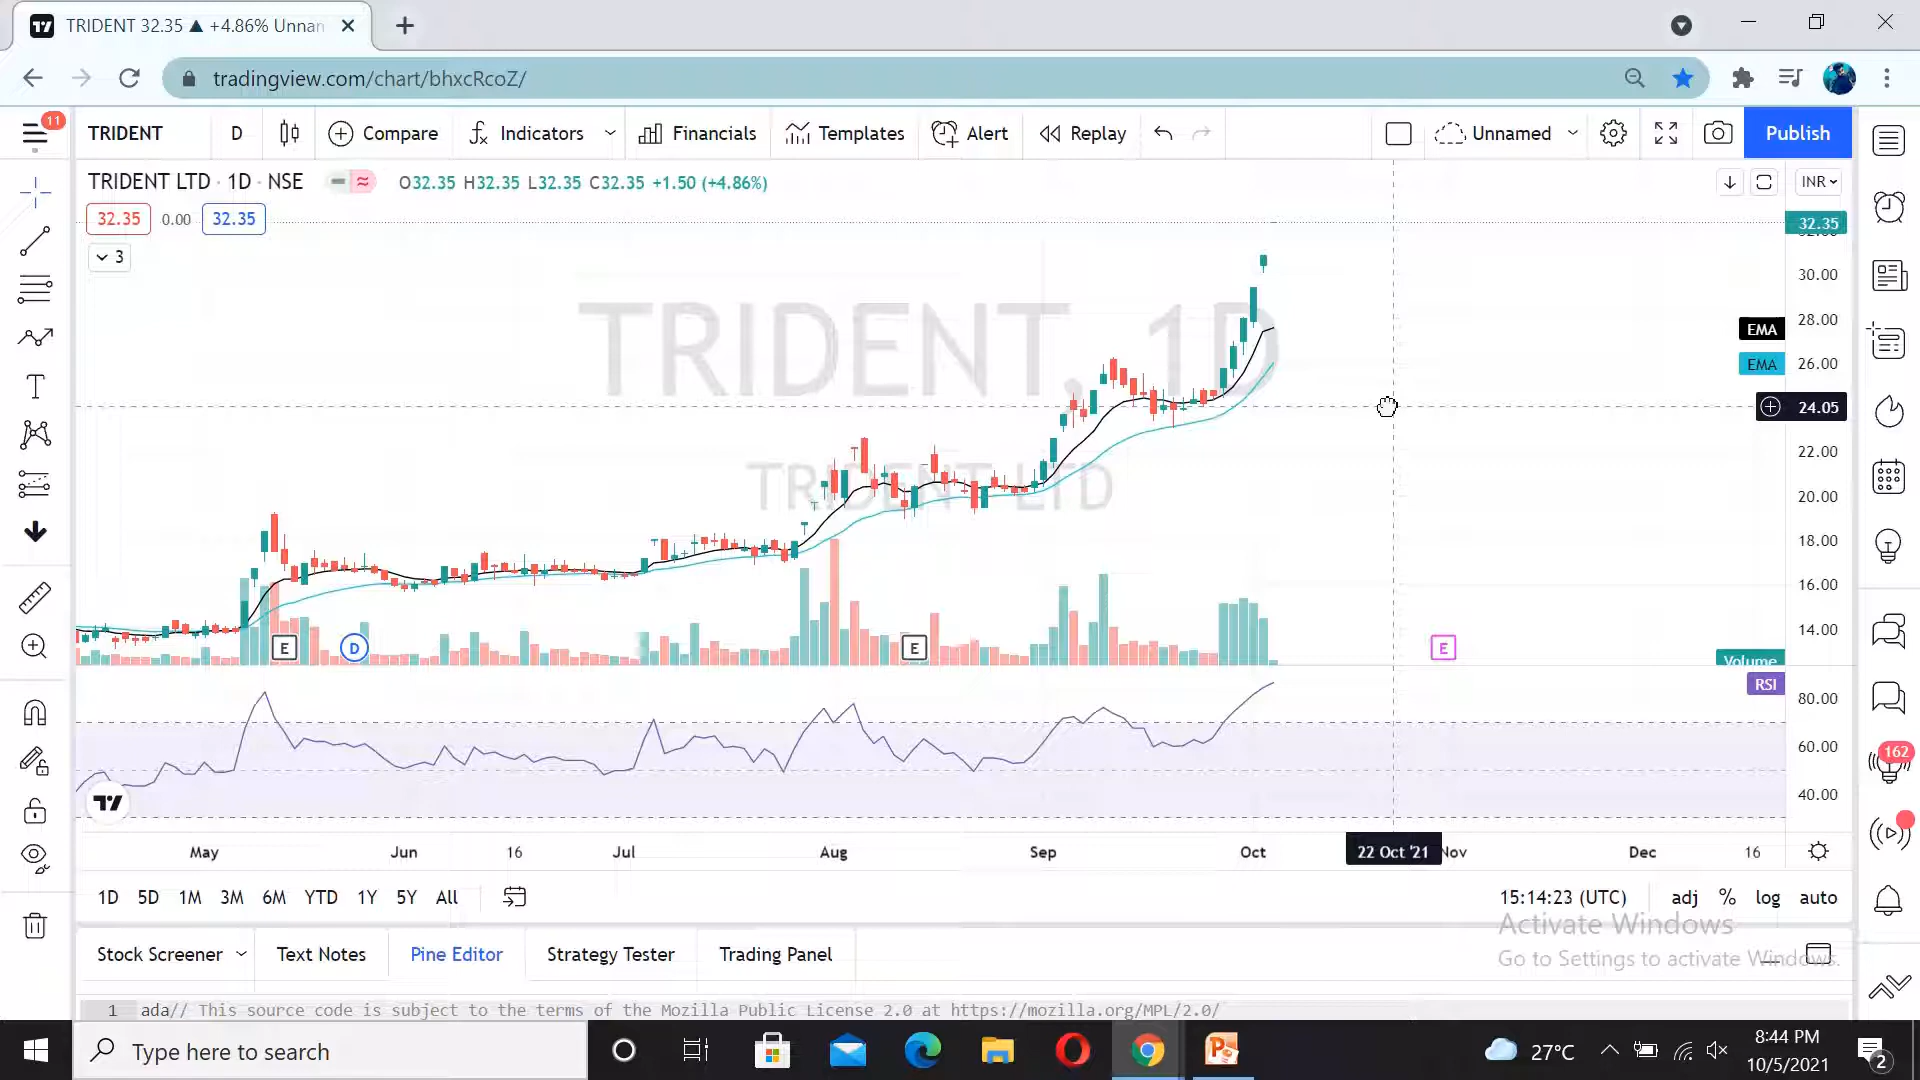 TRIDENT 32.35 ▲ +4.86% Unnan
tradingview.com/chart/bhxcRcoZ/
11
TRIDENT D Compare Indicators Financials Templates Alert Replay Unnamed Publish
TRIDENT LTD · 1D · NSE O32.35 H32.35 L32.35 C32.35 +1.50 (+4.86%) INR
32.35 0.00 32.35
32.35
3
30.00
TRIDENT, 1D
28.00
EMA
26.00
EMA
24.05
22.00
TRIDENT LTD
20.00
18.00
16.00
14.00
E D E E
Volume
RSI
80.00
60.00
162
40.00
May Jun 16 Jul Aug Sep Oct 22 Oct '21 Nov Dec 16
1D 5D 1M 3M 6M YTD 1Y 5Y All 15:14:23 (UTC) adj % log auto
Activate Windows
Go to Settings to activate Windows.
Stock Screener Text Notes Pine Editor Strategy Tester Trading Panel
1 ada// This source code is subject to the terms of the Mozilla Public License 2.0 at https://mozilla.org/MPL/2.0/
Type here to search
27°C
8:44 PM
10/5/2021
2